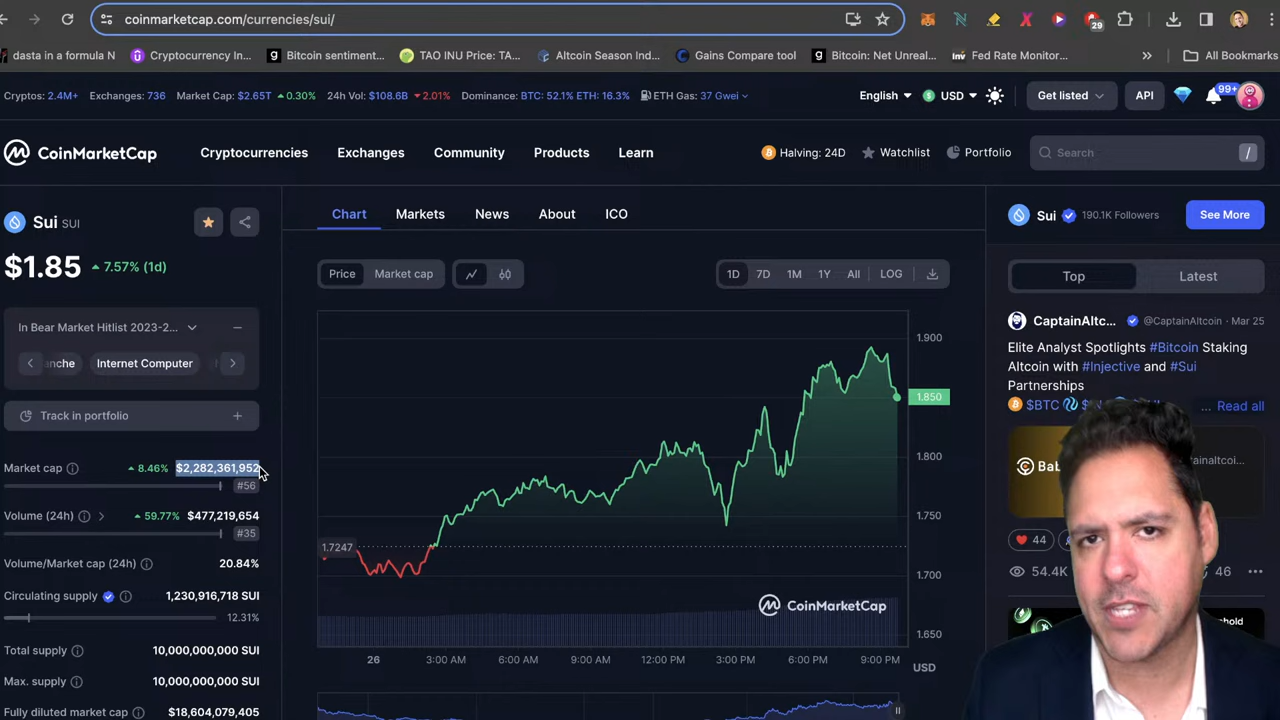 coinmarketcap.com/currencies/sui/
29
dasta in a formula N
Cryptocurrency In...
Bitcoin sentiment...
TAO INU Price: TA...
Altcoin Season Ind...
Gains Compare tool
Bitcoin: Net Unreal...
Inv Fed Rate Monitor...
»
All Bookmarks
Cryptos: 2.4M+ Exchanges: 736 Market Cap: $2.65T 0.30% 24h Vol: $108.6B 2.01% Dominance: BTC: 52.1% ETH: 16.3% ETH Gas: 37 Gwei
English USD Get listed API 99+
CoinMarketCap Cryptocurrencies Exchanges Community Products Learn Halving: 24D Watchlist Portfolio Search /
Sui SUI
$1.85 7.57% (1d)
In Bear Market Hitlist 2023-2...
anche Internet Computer
Track in portfolio +
Market cap 8.46% $2,282,361,952
#56
Volume (24h) 59.77% $477,219,654
#35
Volume/Market cap (24h) 20.84%
Circulating supply 1,230,916,718 SUI
12.31%
Total supply 10,000,000,000 SUI
Max. supply 10,000,000,000 SUI
Fully diluted market cap $18,604,079,405
Chart Markets News About ICO
Price Market cap 1D 7D 1M 1Y All LOG
1.900
1.850
1.800
1.7247
1.750
1.700
1.650
CoinMarketCap
26 3:00 AM 6:00 AM 9:00 AM 12:00 PM 3:00 PM 6:00 PM 9:00 PM USD
Sui 190.1K Followers See More
Top Latest
CaptainAltc... @CaptainAltcoin · Mar 25
Elite Analyst Spotlights #Bitcoin Staking
Altcoin with #Injective and #Sui
Partnerships
$BTC
... Read all
Bab
aptainaltcoi...
44
54.4K
46